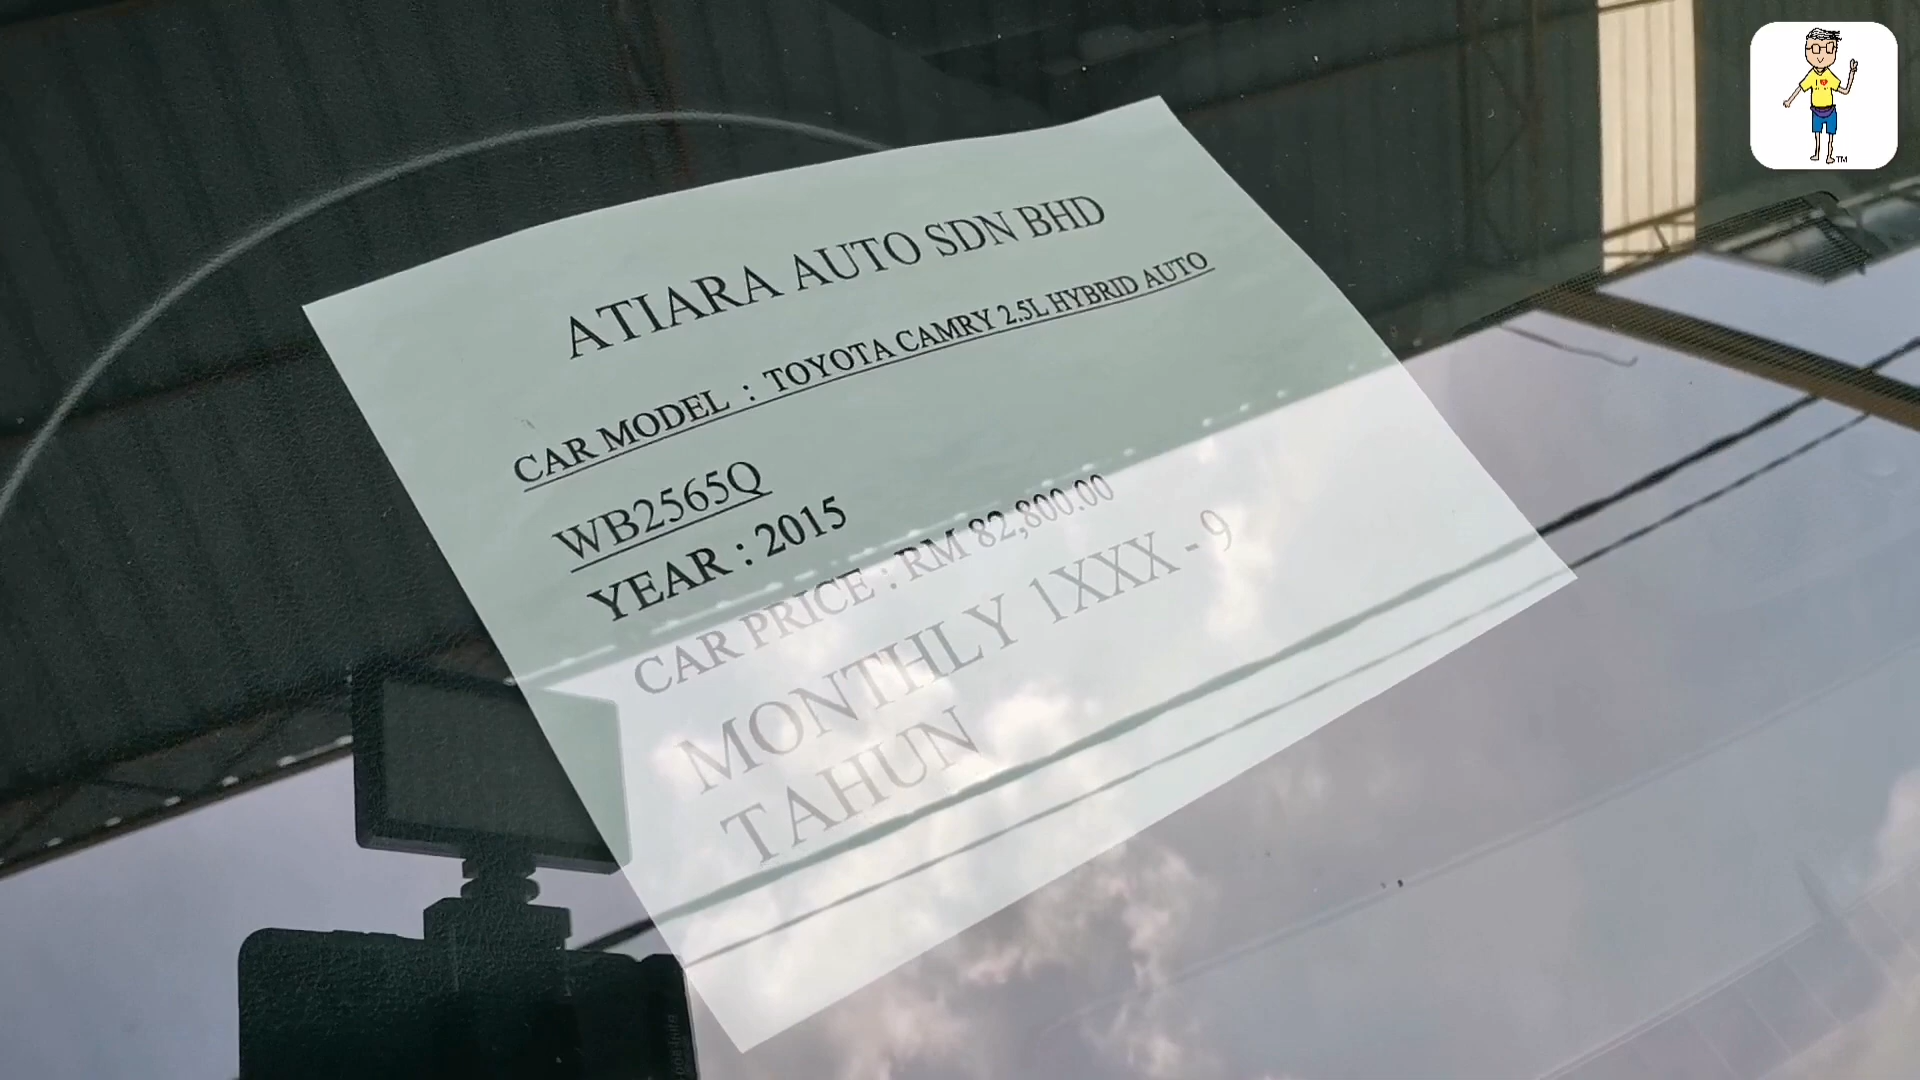 ATIARA AUTO SDN BHD
CAR MODEL : TOYOTA CAMRY 2.5L HYBRID AUTO
WB2565Q
YEAR : 2015
CAR PRICE : RM 82,800.00
MONTHLY 1XXX - 9
TAHUN
TM